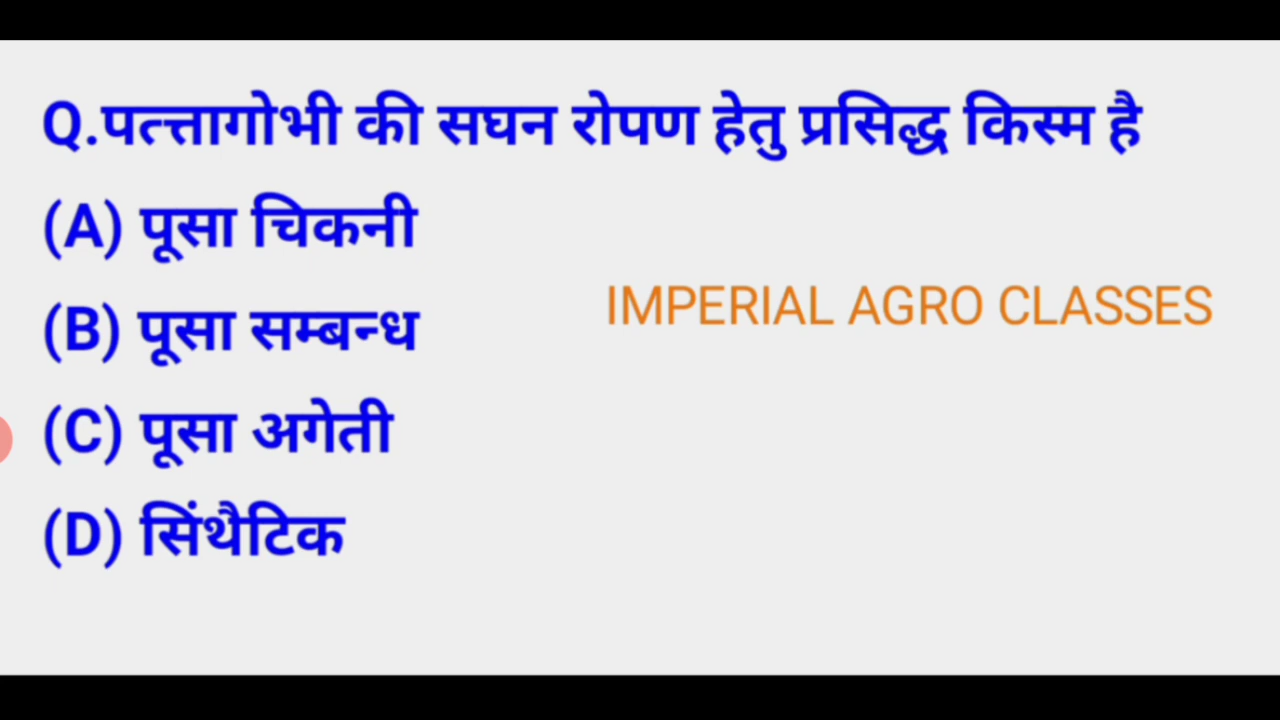 Q.पत्त्तागोभी की सघन रोपण हेतु प्रसिद्ध किस्म है
(A) पूसा चिकनी
IMPERIAL AGRO CLASSES
(B) पूसा सम्बन्ध
(C) पूसा अगेती
(D) सिंथैटिक